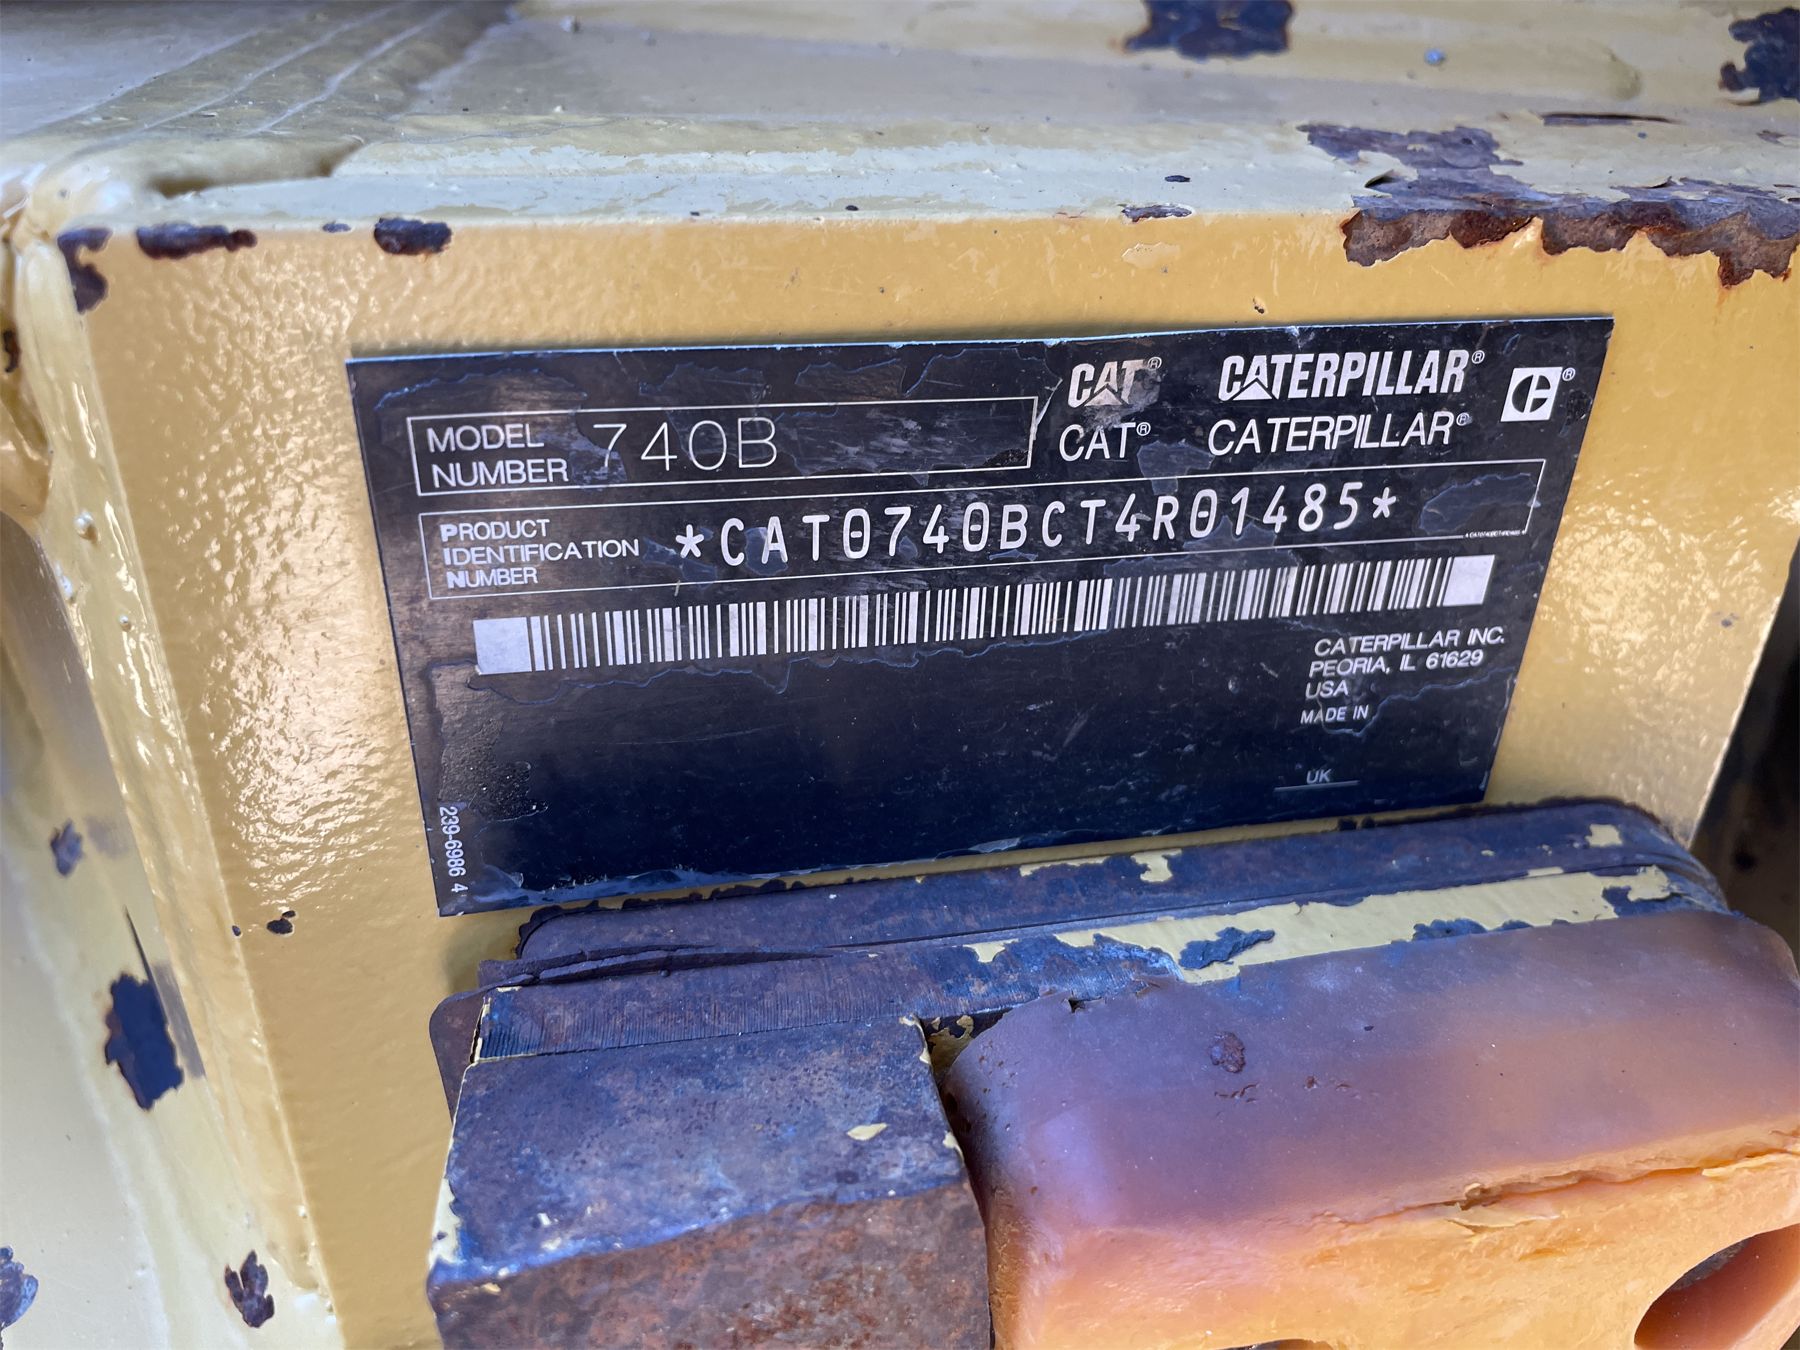 CAT® CATERPILLAR®
CAT® CATERPILLAR®
MODEL NUMBER 740B
PRODUCT IDENTIFICATION NUMBER *CAT0740BCT4R01485*
CATERPILLAR INC.
PEORIA, IL 61629
USA
MADE IN
UK
239-6986 4